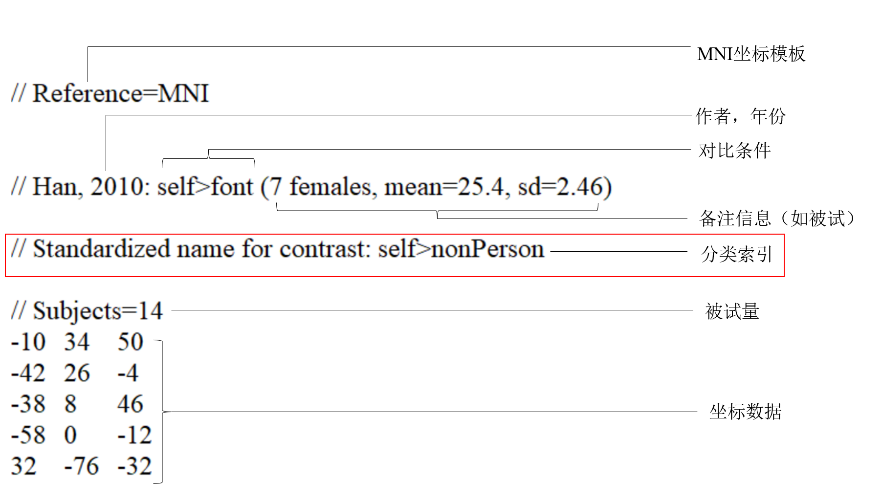 MNI坐标模板
// Reference=MNI
作者，年份
对比条件
// Han, 2010: self>font (7 females, mean=25.4, sd=2.46)
备注信息（如被试）
// Standardized name for contrast: self>nonPerson
分类索引
// Subjects=14
被试量
-10 34 50
-42 26 -4
-38 8 46
坐标数据
-58 0 -12
32 -76 -32